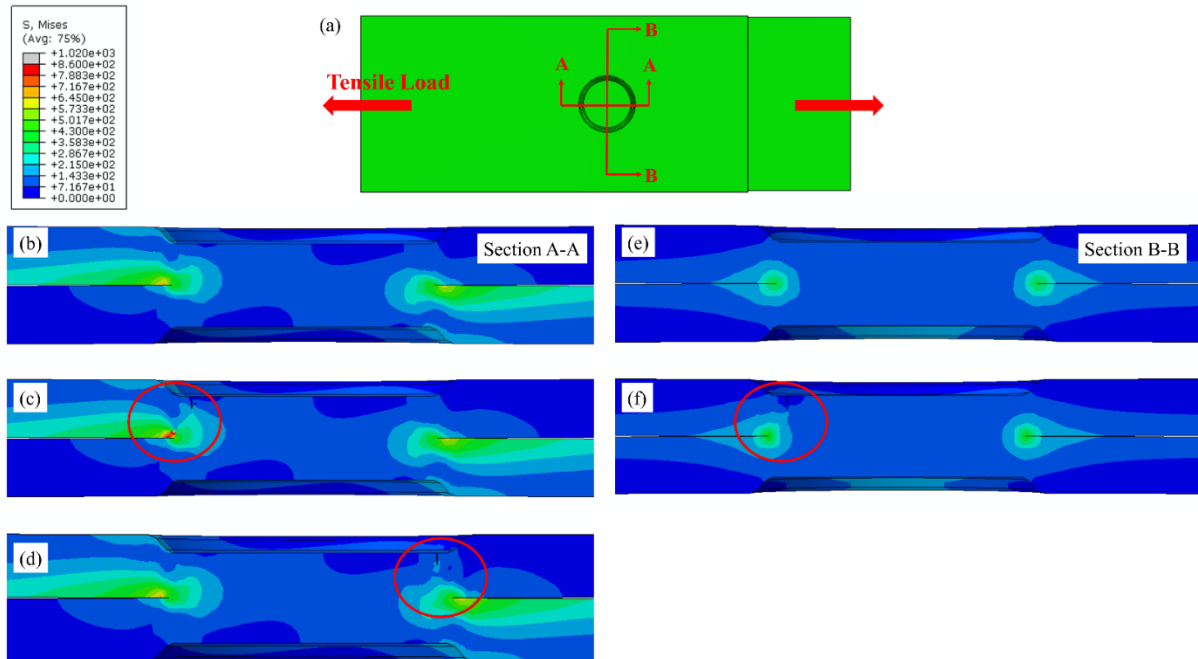 S, Mises
(Avg: 75%)
+1.020e+03
+8.600e+02
+7.883e+02
+7.167e+02
+6.450e+02
+5.733e+02
+5.017e+02
+4.300e+02
+3.583e+02
+2.867e+02
+2.150e+02
+1.433e+02
+7.167e+01
+0.000e+00
(a)
B
A A
Tensile Load
B
(b)
Section A-A
(e)
Section B-B
(c)
(f)
(d)